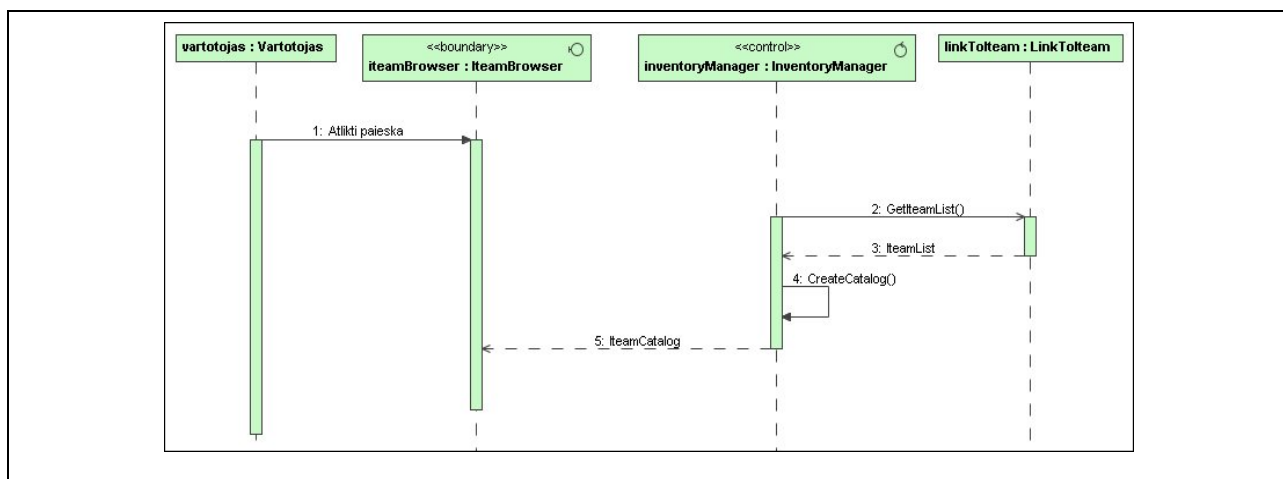 vartotojas : Vartotojas
<<boundary>>
iteamBrowser : IteamBrowser
<<control>>
inventoryManager : InventoryManager
linkToIteam : LinkToIteam
1: Atlikti paieska
2: GetIteamList()
3: IteamList
4: CreateCatalog()
5: IteamCatalog